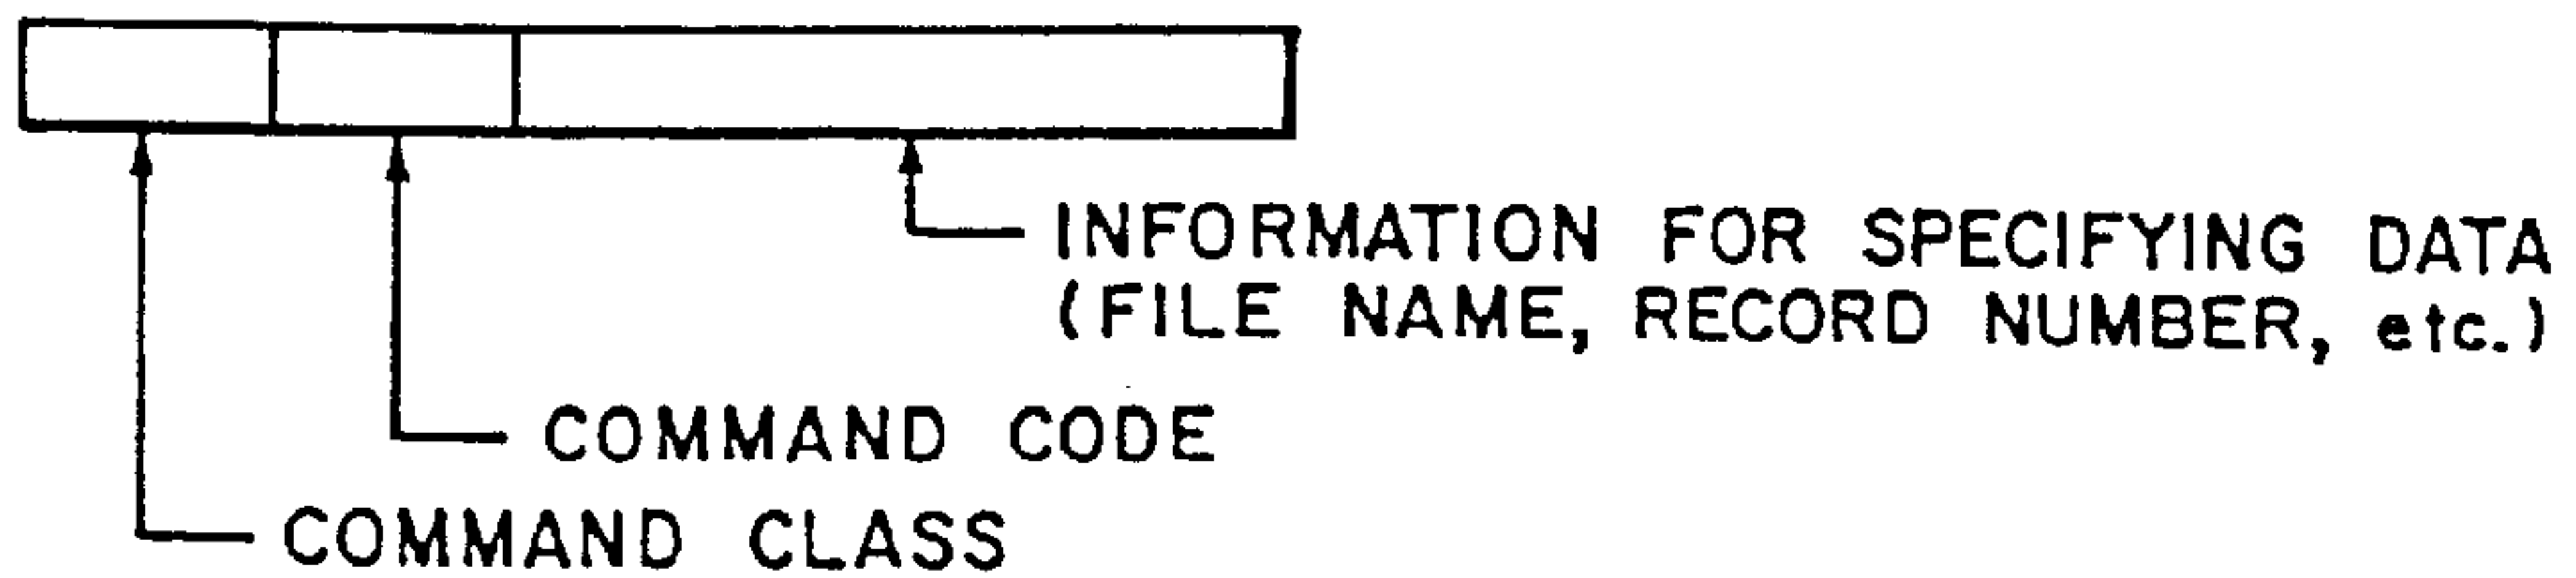 INFORMATION FOR SPECIFYING DATA
(FILE NAME, RECORD NUMBER, etc.)
COMMAND CODE
COMMAND CLASS